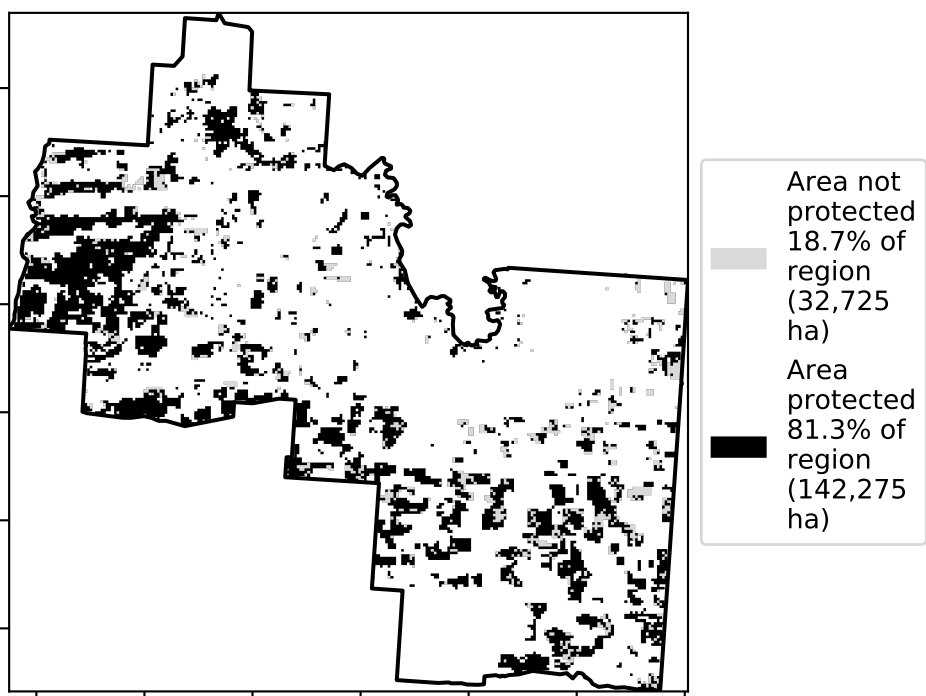 Area not
protected
18.7% of
region
(32,725
ha)
Area
protected
81.3% of
region
(142,275
ha)